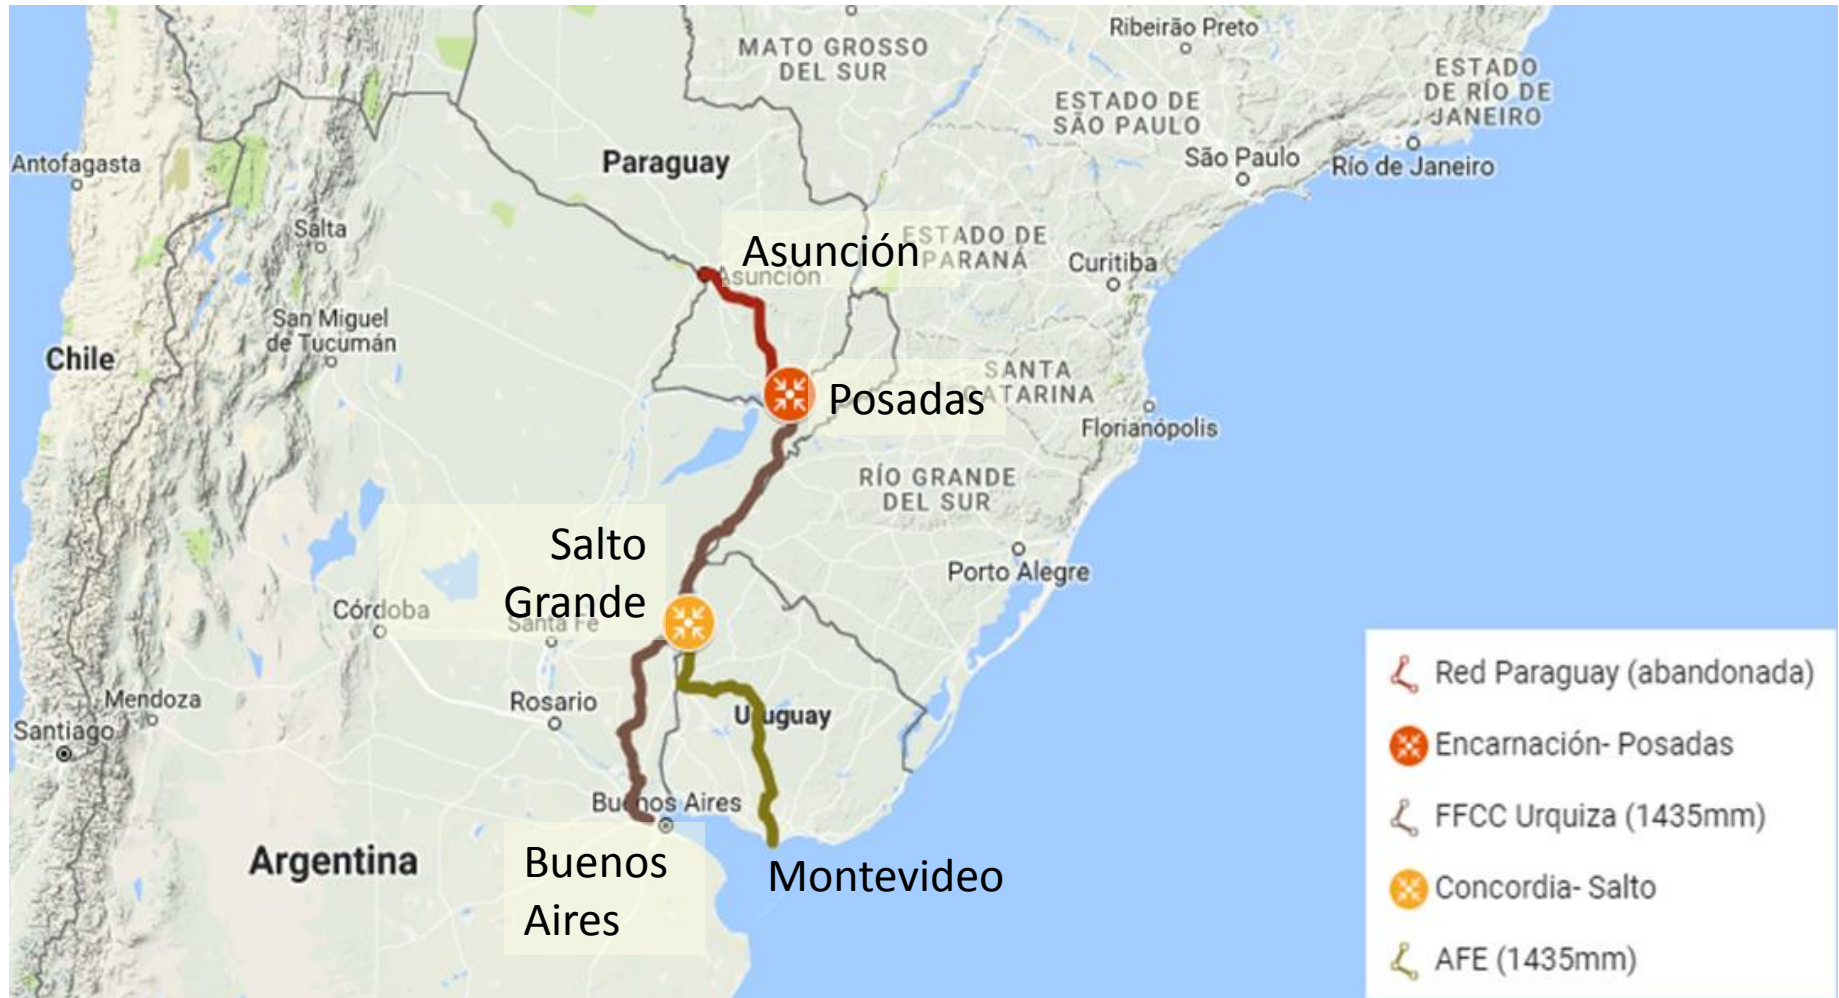 Ribeirão Preto
MATO GROSSO
DEL SUR
ESTADO
DE RÍO DE
JANEIRO
ESTADO DE
SÃO PAULO
Antofagasta
Paraguay
São Paulo
Río de Janeiro
Salta
Asunción
Asunción
ESTADO DE
PARANÁ
Curitiba
San Miguel
de Tucumán
Chile
Posadas
SANTA
CATARINA
Florianópolis
RÍO GRANDE
DEL SUR
Salto
Grande
Porto Alegre
Córdoba
Santa Fe
Mendoza
Rosario
Santiago
Uruguay
Buenos Aires
Argentina
Buenos
Aires
Montevideo
Red Paraguay (abandonada)
Encarnación- Posadas
FFCC Urquiza (1435mm)
Concordia- Salto
AFE (1435mm)